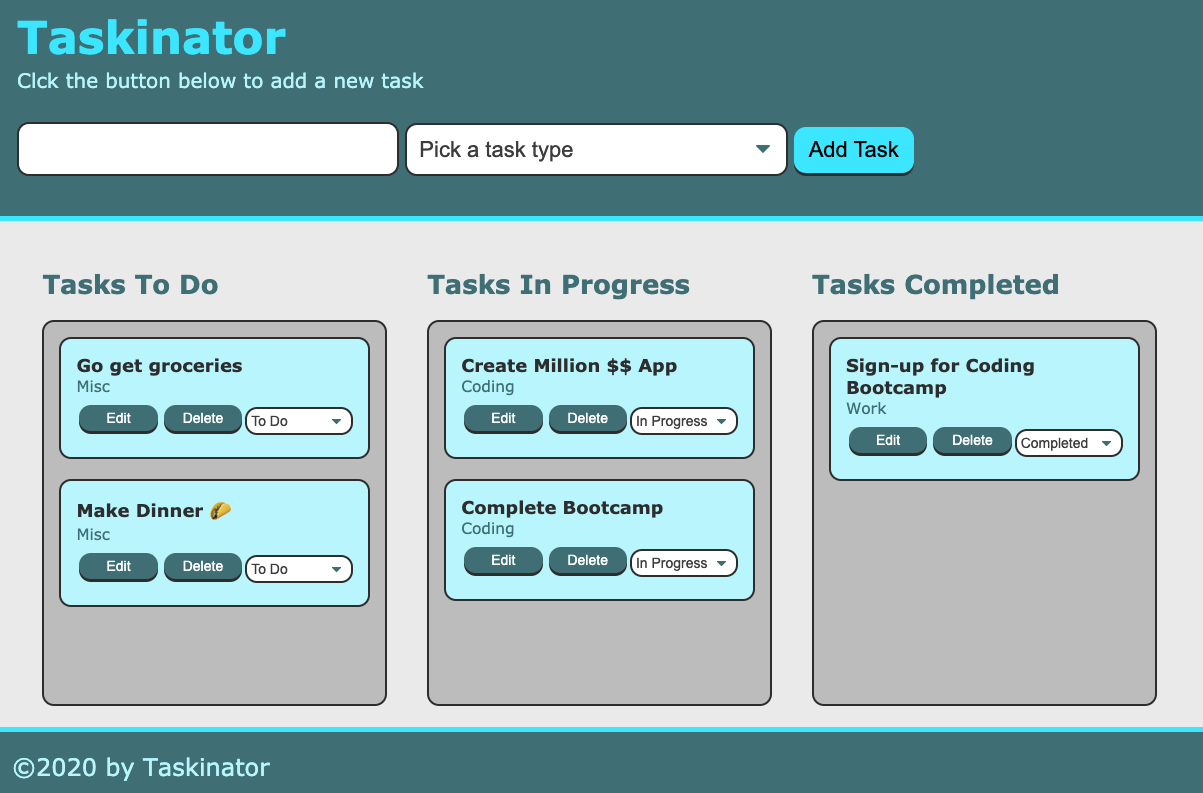 Taskinator
Clck the button below to add a new task
Pick a task type
Add Task
Tasks To Do
Go get groceries
Misc
Edit Delete To Do
Make Dinner 🌮
Misc
Edit Delete To Do
Tasks In Progress
Create Million $$ App
Coding
Edit Delete In Progress
Complete Bootcamp
Coding
Edit Delete In Progress
Tasks Completed
Sign-up for Coding
Bootcamp
Work
Edit Delete Completed
©2020 by Taskinator